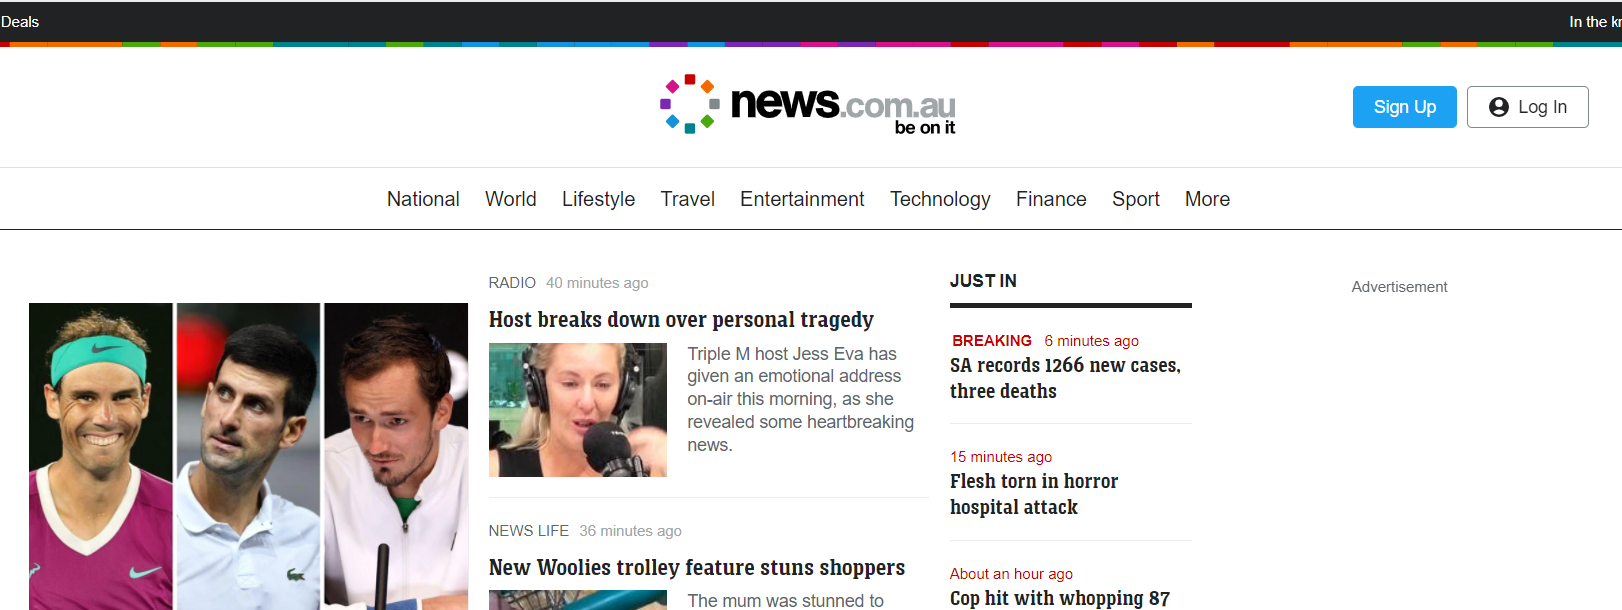 Deals
In the
news.com.au
be on it
Sign Up
Log In
National World Lifestyle Travel Entertainment Technology Finance Sport More
RADIO 40 minutes ago
Host breaks down over personal tragedy
Triple M host Jess Eva has
given an emotional address
on-air this morning, as she
revealed some heartbreaking
news.
NEWS LIFE 36 minutes ago
New Woolies trolley feature stuns shoppers
The mum was stunned to
JUST IN
BREAKING 6 minutes ago
SA records 1266 new cases,
three deaths
15 minutes ago
Flesh torn in horror
hospital attack
About an hour ago
Cop hit with whopping 87
Advertisement